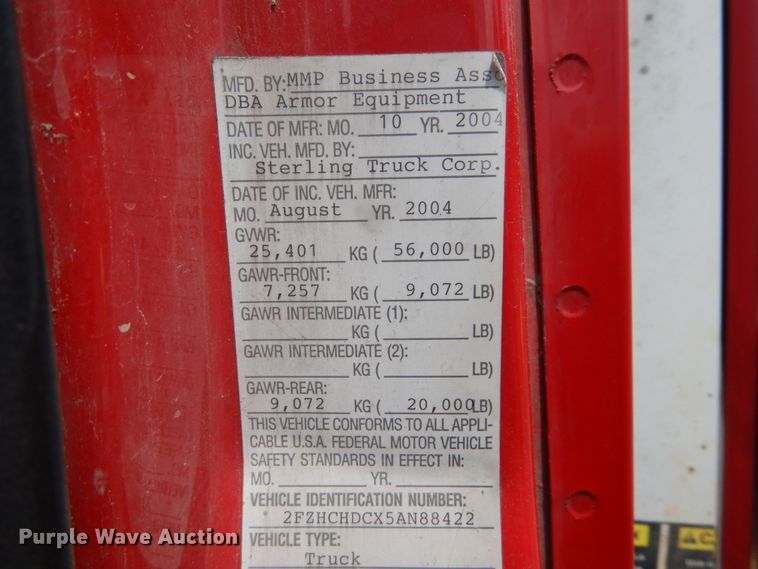 MFD. BY: MMP Business Asso
DBA Armor Equipment
DATE OF MFR: MO. 10 YR. 2004
INC. VEH. MFD. BY:
Sterling Truck Corp.
DATE OF INC. VEH. MFR:
MO. August YR. 2004
GVWR:
25,401 KG ( 56,000 LB)
GAWR-FRONT:
7,257 KG ( 9,072 LB)
GAWR INTERMEDIATE (1):
KG ( LB)
GAWR INTERMEDIATE (2):
KG ( LB)
GAWR-REAR:
9,072 KG ( 20,000 LB)
THIS VEHICLE CONFORMS TO ALL APPLI-
CABLE U.S.A. FEDERAL MOTOR VEHICLE
SAFETY STANDARDS IN EFFECT IN:
MO. YR.
VEHICLE IDENTIFICATION NUMBER:
2FZHCHDCX5AN88422
VEHICLE TYPE:
Truck
Purple Wave Auction